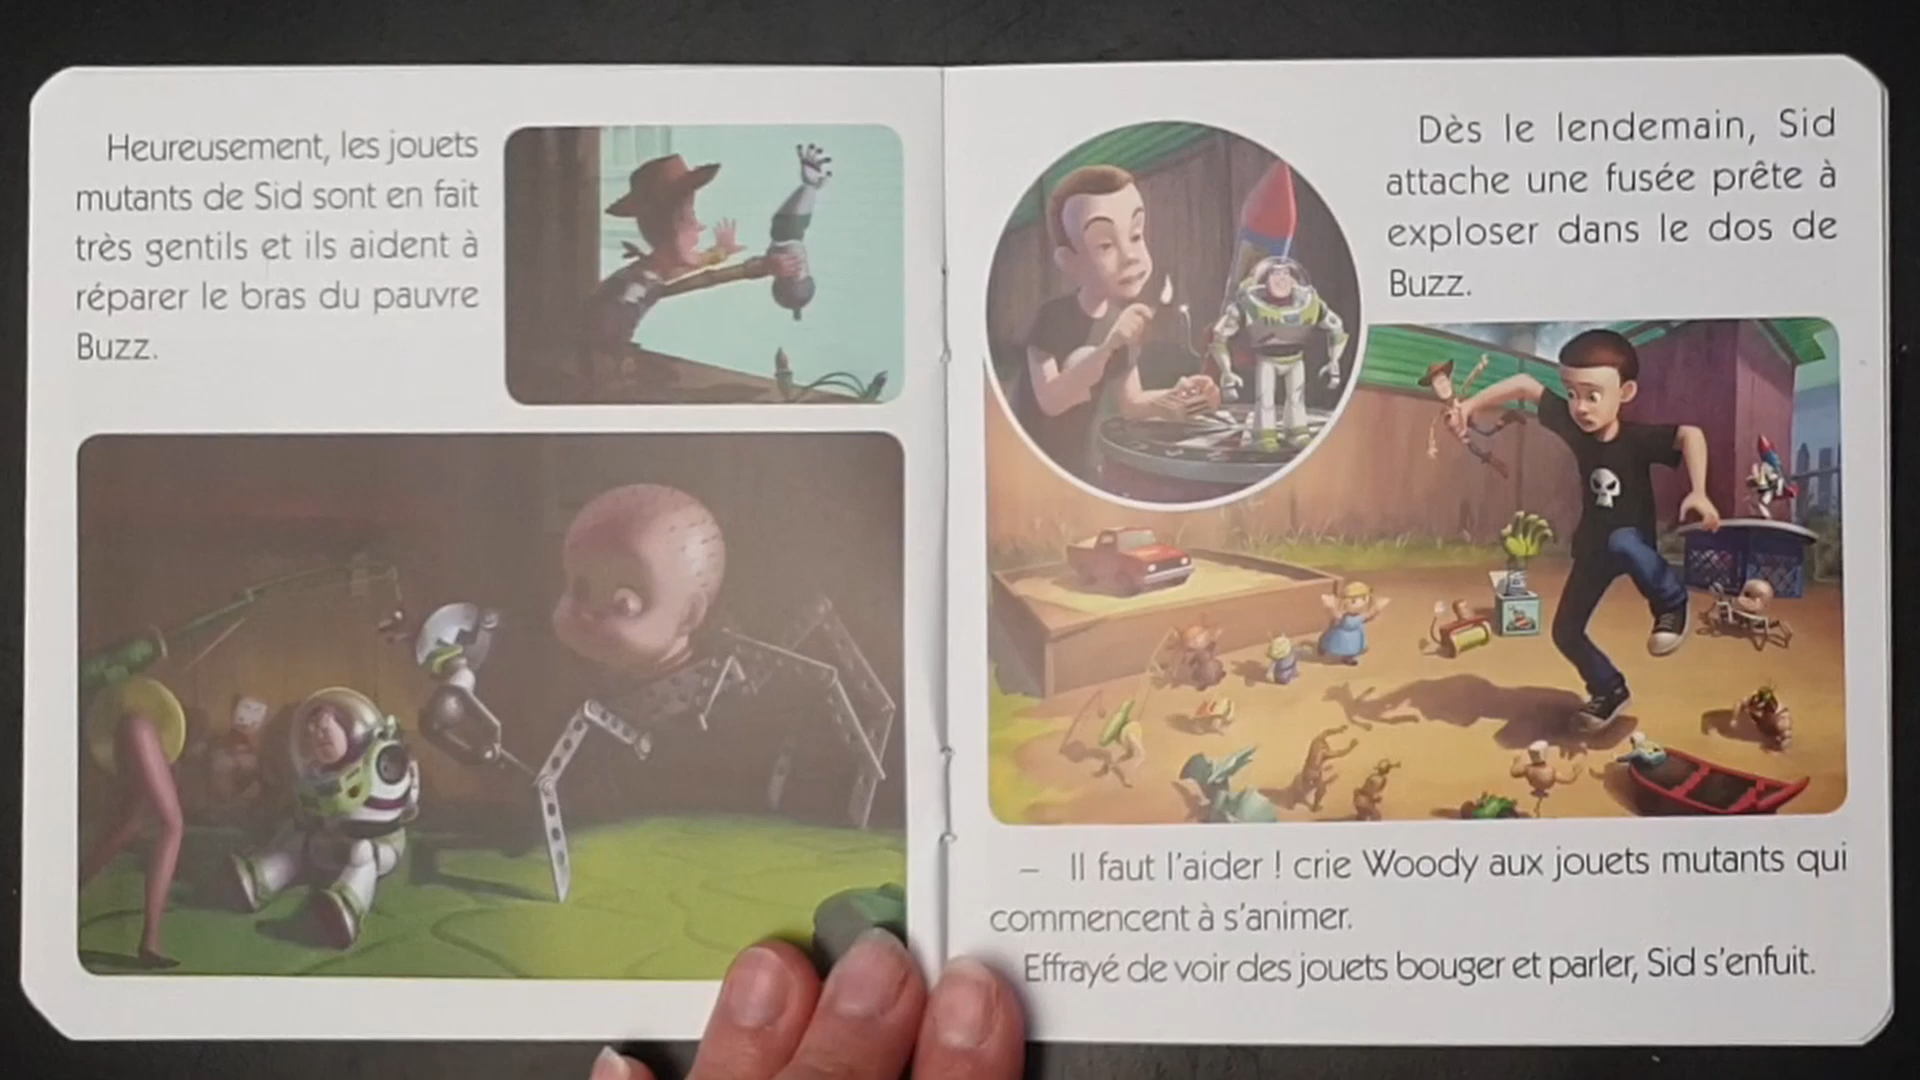 Heureusement, les jouets
mutants de Sid sont en fait
très gentils et ils aident à
réparer le bras du pauvre
Buzz.
Dès le lendemain, Sid
attache une fusée prête à
exploser dans le dos de
Buzz.
– Il faut l'aider ! crie Woody aux jouets mutants qui
commencent à s'animer.
Effrayé de voir des jouets bouger et parler, Sid s'enfuit.